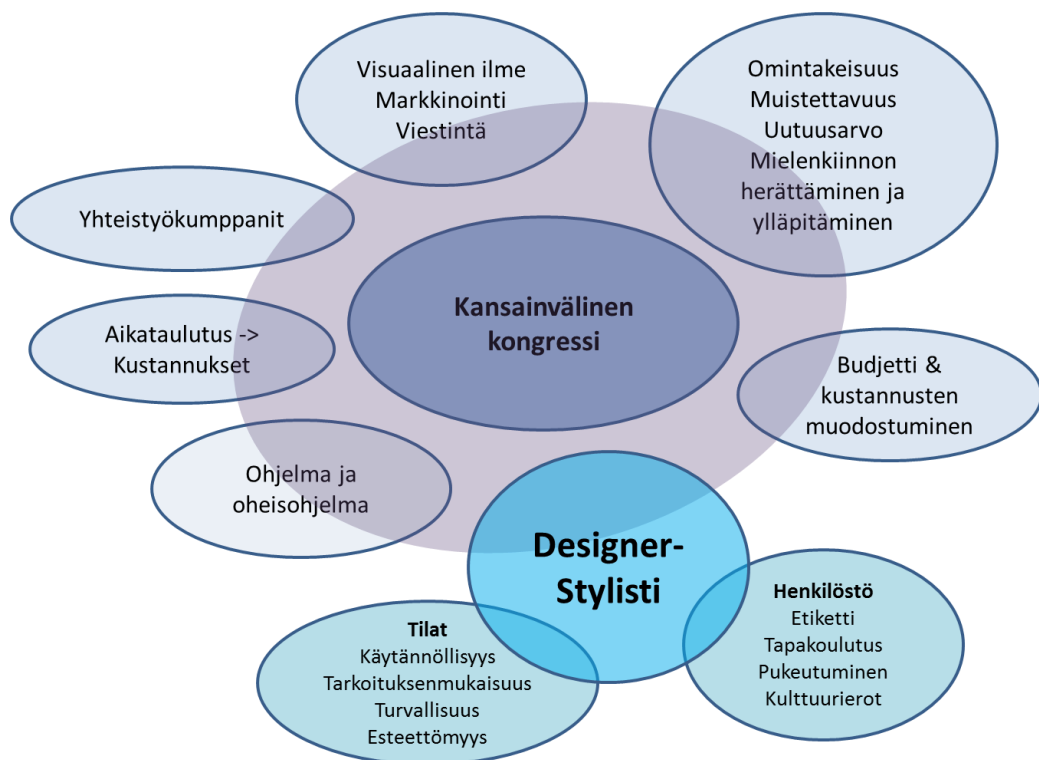 Visuaalinen ilme
Markkinointi
Viestintä
Omintakeisuus
Muistettavuus
Uutuusarvo
Mielenkiinnon
herättäminen ja
ylläpitäminen
Yhteistyökumppanit
Kansainvälinen
kongressi
Aikataulutus ->
Kustannukset
Budjetti &
kustannusten
muodostuminen
Ohjelma ja
oheisohjelma
Designer-
Stylisti
Tilat
Käytännöllisyys
Tarkoituksenmukaisuus
Turvallisuus
Esteettömyys
Henkilöstö
Etiketti
Tapakoulutus
Pukeutuminen
Kulttuurierot